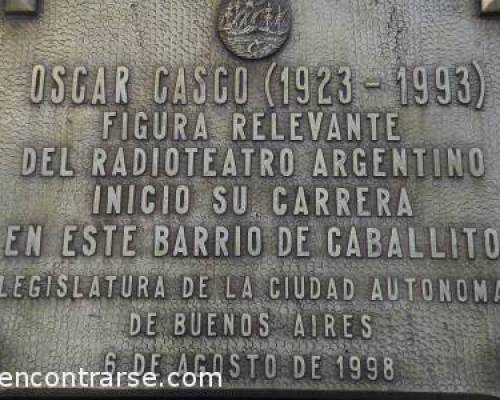 OSCAR CASCO (1923 - 1993)
FIGURA RELEVANTE
DEL RADIOTEATRO ARGENTINO
INICIO SU CARRERA
EN ESTE BARRIO DE CABALLITO
LEGISLATURA DE LA CIUDAD AUTONOMA
DE BUENOS AIRES
6 DE AGOSTO DE 1998
encontrarse.com